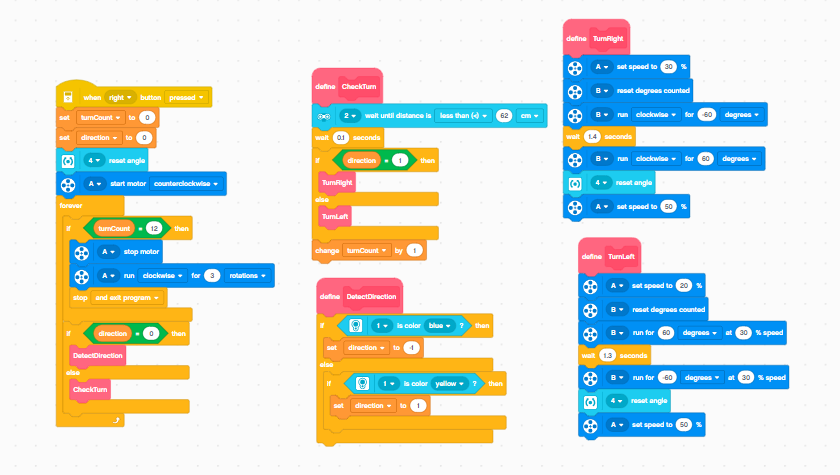 when right button pressed
set turnCount to 0
set direction to 0
4 reset angle
A start motor counterclockwise
forever
if turnCount = 12 then
A stop motor
A run clockwise for 3 rotations
stop and exit program
if direction = 0 then
DetectDirection
else
CheckTurn
define CheckTurn
2 wait until distance is less than (<) 62 cm
wait 0.1 seconds
if direction = 1 then
TurnRight
else
TurnLeft
change turnCount by 1
define DetectDirection
if 1 is color blue ? then
set direction to -1
else
if 1 is color yellow ? then
set direction to 1
define TurnRight
A set speed to 30 %
B reset degrees counted
B run clockwise for -60 degrees
wait 1.4 seconds
B run clockwise for 60 degrees
4 reset angle
A set speed to 50 %
define TurnLeft
A set speed to 20 %
B reset degrees counted
B run for 60 degrees at 30 % speed
wait 1.3 seconds
B run for -60 degrees at 30 % speed
4 reset angle
A set speed to 50 %